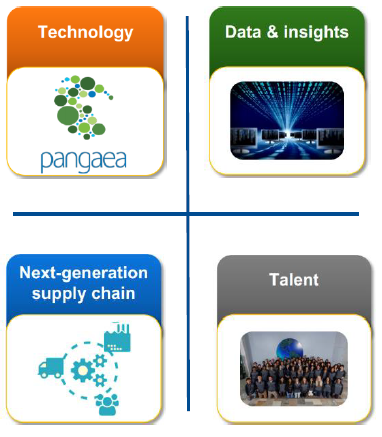 Technology
pangaea
Data & insights
Next-generation
supply chain
Talent